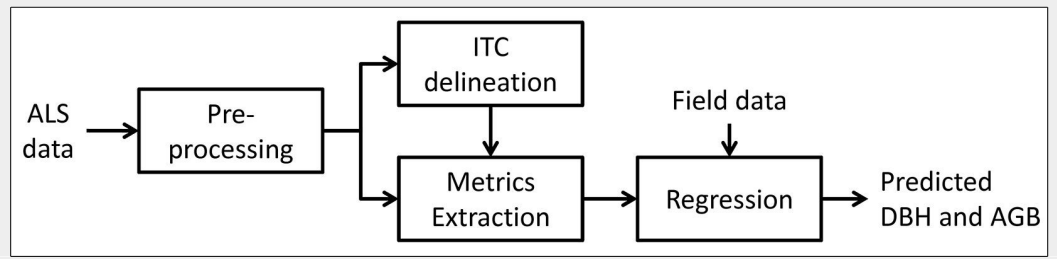 ALS
data
Pre-
processing
ITC
delineation
Metrics
Extraction
Field data
Regression
Predicted
DBH and AGB